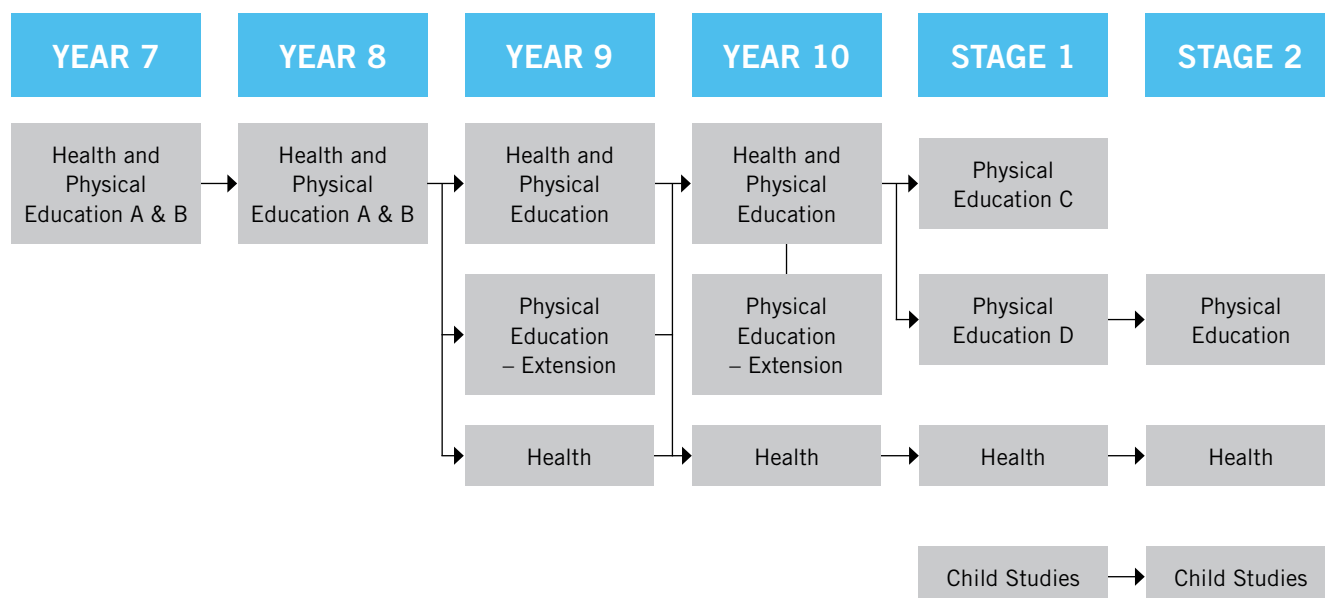 YEAR 7
YEAR 8
YEAR 9
YEAR 10
STAGE 1
STAGE 2
Health and
Physical
Education A & B
Health and
Physical
Education A & B
Health and
Physical
Education
Health and
Physical
Education
Physical
Education C
Physical
Education
– Extension
Physical
Education
– Extension
Physical
Education D
Physical
Education
Health
Health
Health
Health
Child Studies
Child Studies